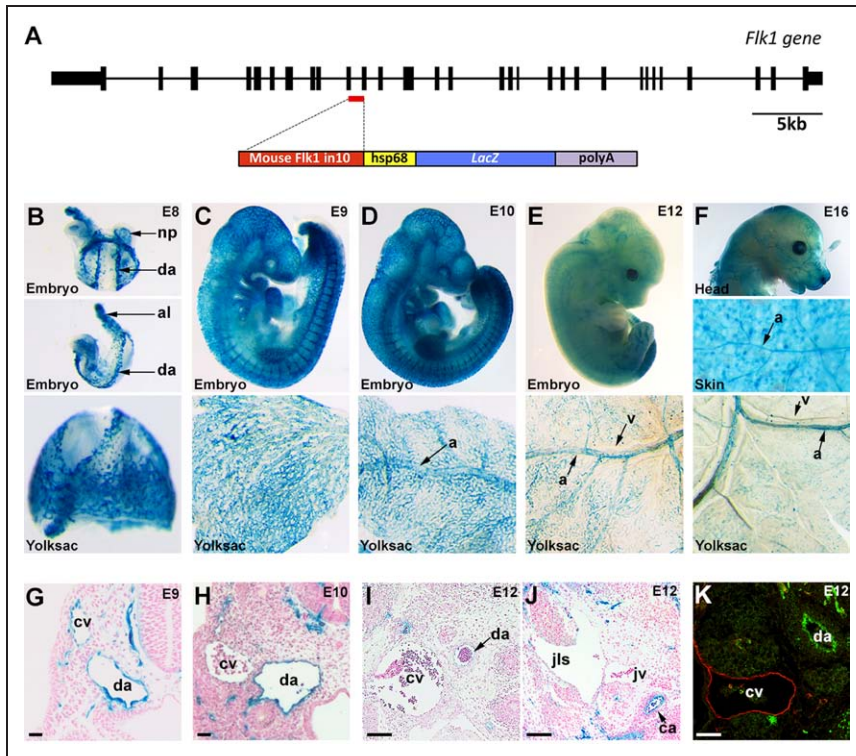 A
Flk1 gene
5kb
Mouse Flk1 in10 hsp68 LacZ polyA
B E8
np
da
Embryo
al
da
Embryo
Yolksac
C E9
Embryo
Yolksac
D E10
Embryo
a
Yolksac
E E12
Embryo
v
a
Yolksac
F E16
Head
a
Skin
v
a
Yolksac
G E9
cv
da
H E10
cv
da
I E12
da
cv
J E12
jls
jv
ca
K E12
da
cv